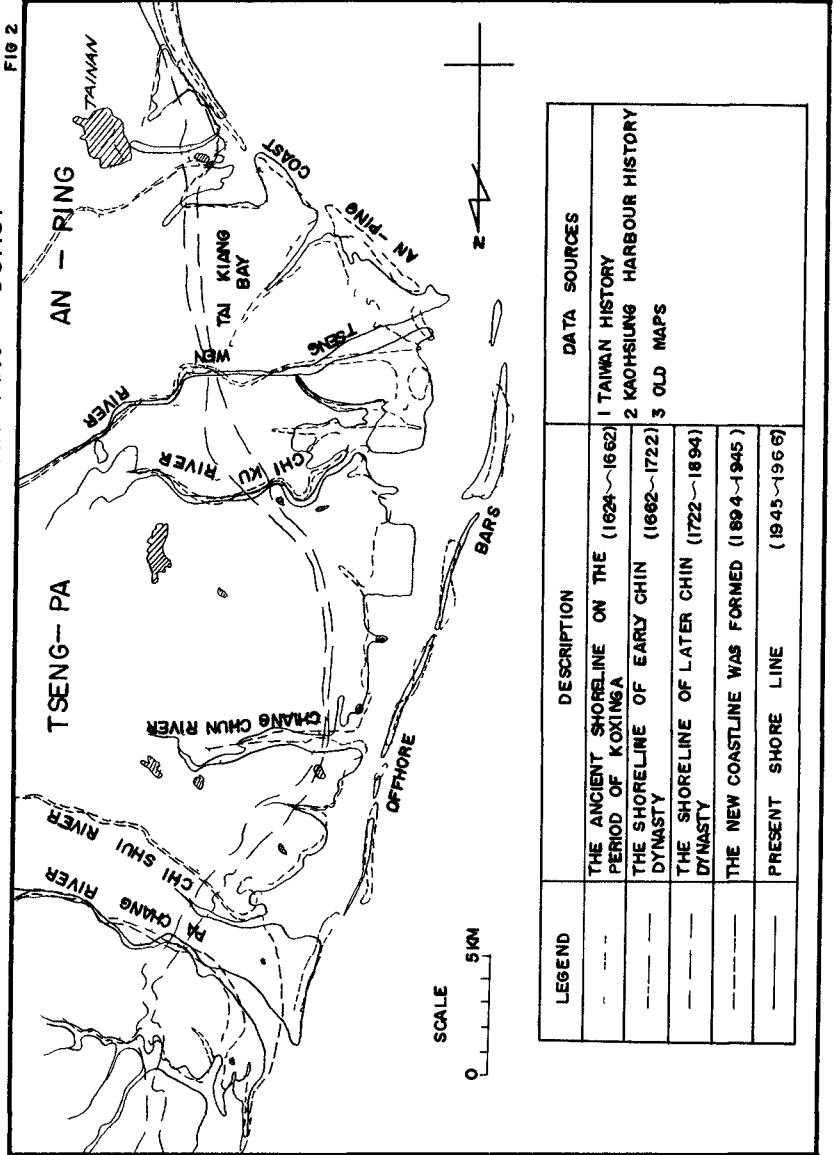 FIG 2
AN - PING
TAINAN
TSENG-PA
COAST
AN-PING
TAI KIANG
BAY
TSENG
WEN
RIVER
CHI KU
RIVER
CHANG CHUN RIVER
CHI SHUI RIVER
PA CHANG
RIVER
OFFHORE
BARS
N
SCALE
0 5KM
LEGEND DESCRIPTION DATA SOURCES
THE ANCIENT SHORELINE ON THE (1624~1662)
PERIOD OF KOXINGA
THE SHORELINE OF EARLY CHIN (1662~1722)
DYNASTY
THE SHORELINE OF LATER CHIN (1722~1894)
DYNASTY
THE NEW COASTLINE WAS FORMED (1894~1945)
PRESENT SHORE LINE (1945~1966)
1 TAIWAN HISTORY
2 KAOHSIUNG HARBOUR HISTORY
3 OLD MAPS